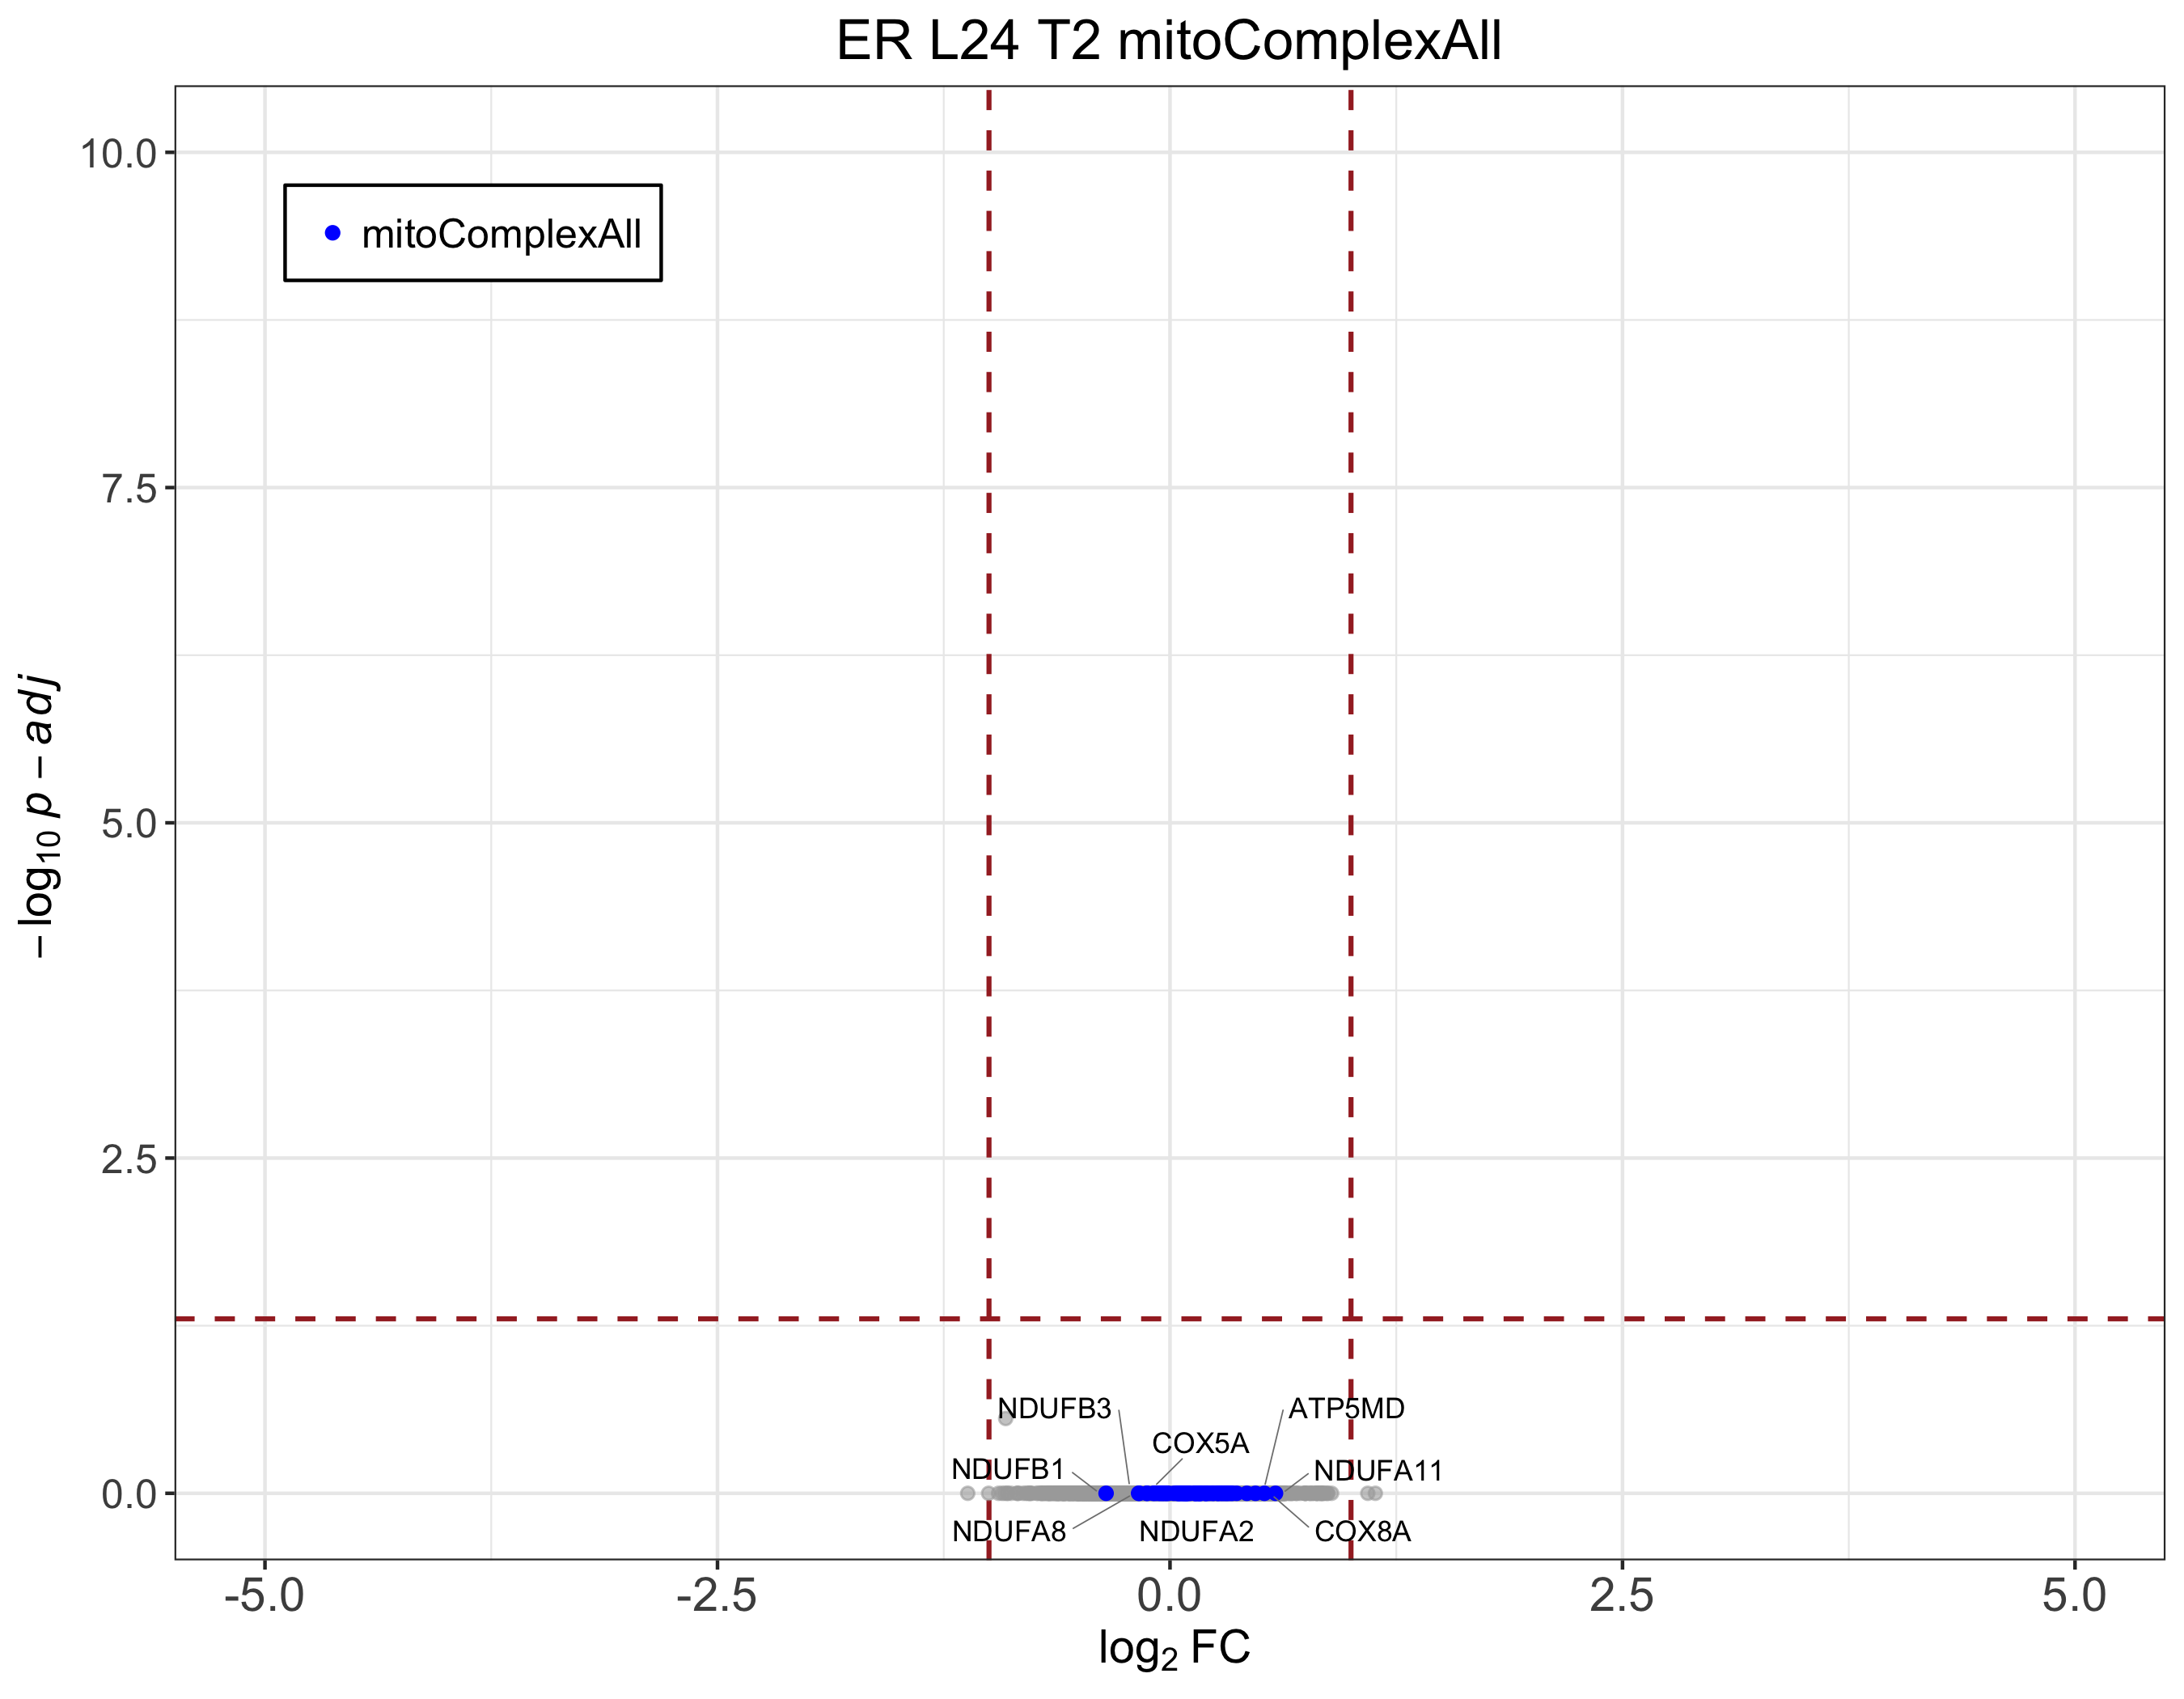 ER L24 T2 mitoComplexAll
10.0
mitoComplexAll
7.5
−log10 p − adj
5.0
2.5
NDUFB3
ATP5MD
COX5A
NDUFB1
NDUFA11
0.0
NDUFA8
NDUFA2
COX8A
-5.0 -2.5 0.0 2.5 5.0
log2 FC